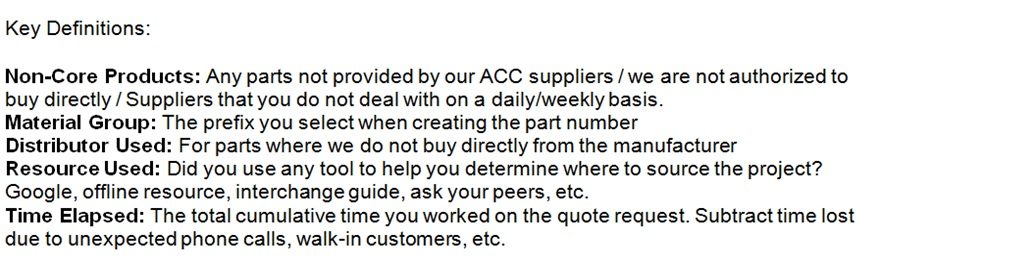 Key Definitions:
Non-Core Products: Any parts not provided by our ACC suppliers / we are not authorized to
buy directly / Suppliers that you do not deal with on a daily/weekly basis.
Material Group: The prefix you select when creating the part number
Distributor Used: For parts where we do not buy directly from the manufacturer
Resource Used: Did you use any tool to help you determine where to source the project?
Google, offline resource, interchange guide, ask your peers, etc.
Time Elapsed: The total cumulative time you worked on the quote request. Subtract time lost
due to unexpected phone calls, walk-in customers, etc.